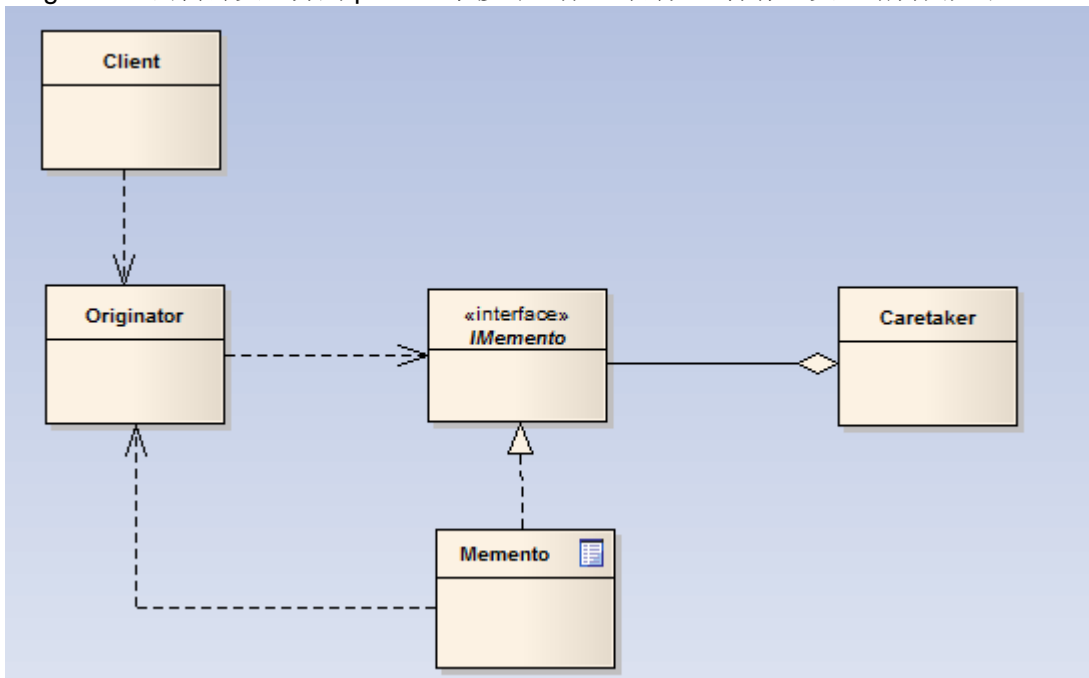 Client
Originator
«interface»
IMemento
Caretaker
Memento